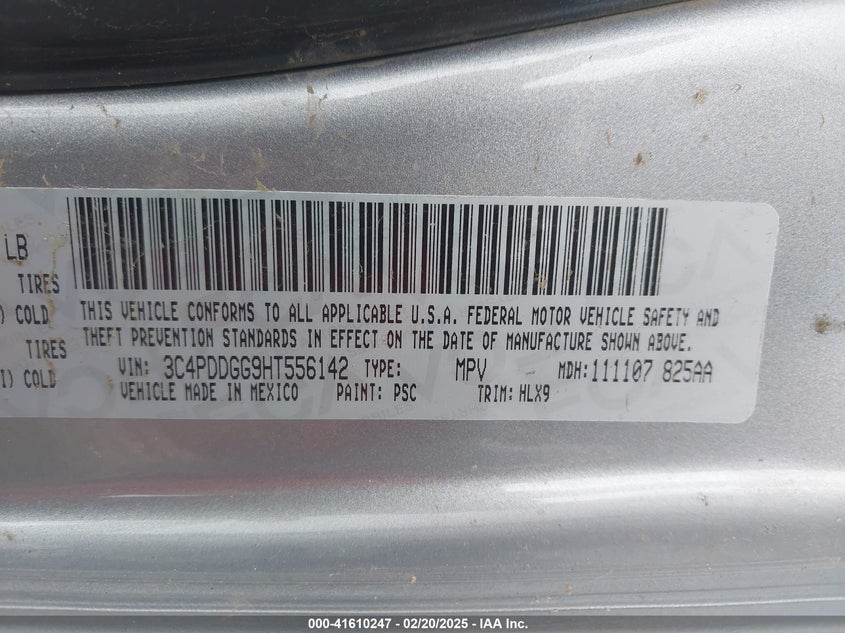 LB
TIRES
) COLD
TIRES
I) COLD
THIS VEHICLE CONFORMS TO ALL APPLICABLE U.S.A. FEDERAL MOTOR VEHICLE SAFETY AND
THEFT PREVENTION STANDARDS IN EFFECT ON THE DATE OF MANUFACTURE SHOWN ABOVE.
VIN: 3C4PDDGG9HT556142 TYPE: MPV MDH:111107 825AA
VEHICLE MADE IN MEXICO PAINT: PSC TRIM: HLX9
000-41610247 - 02/20/2025 - IAA Inc.